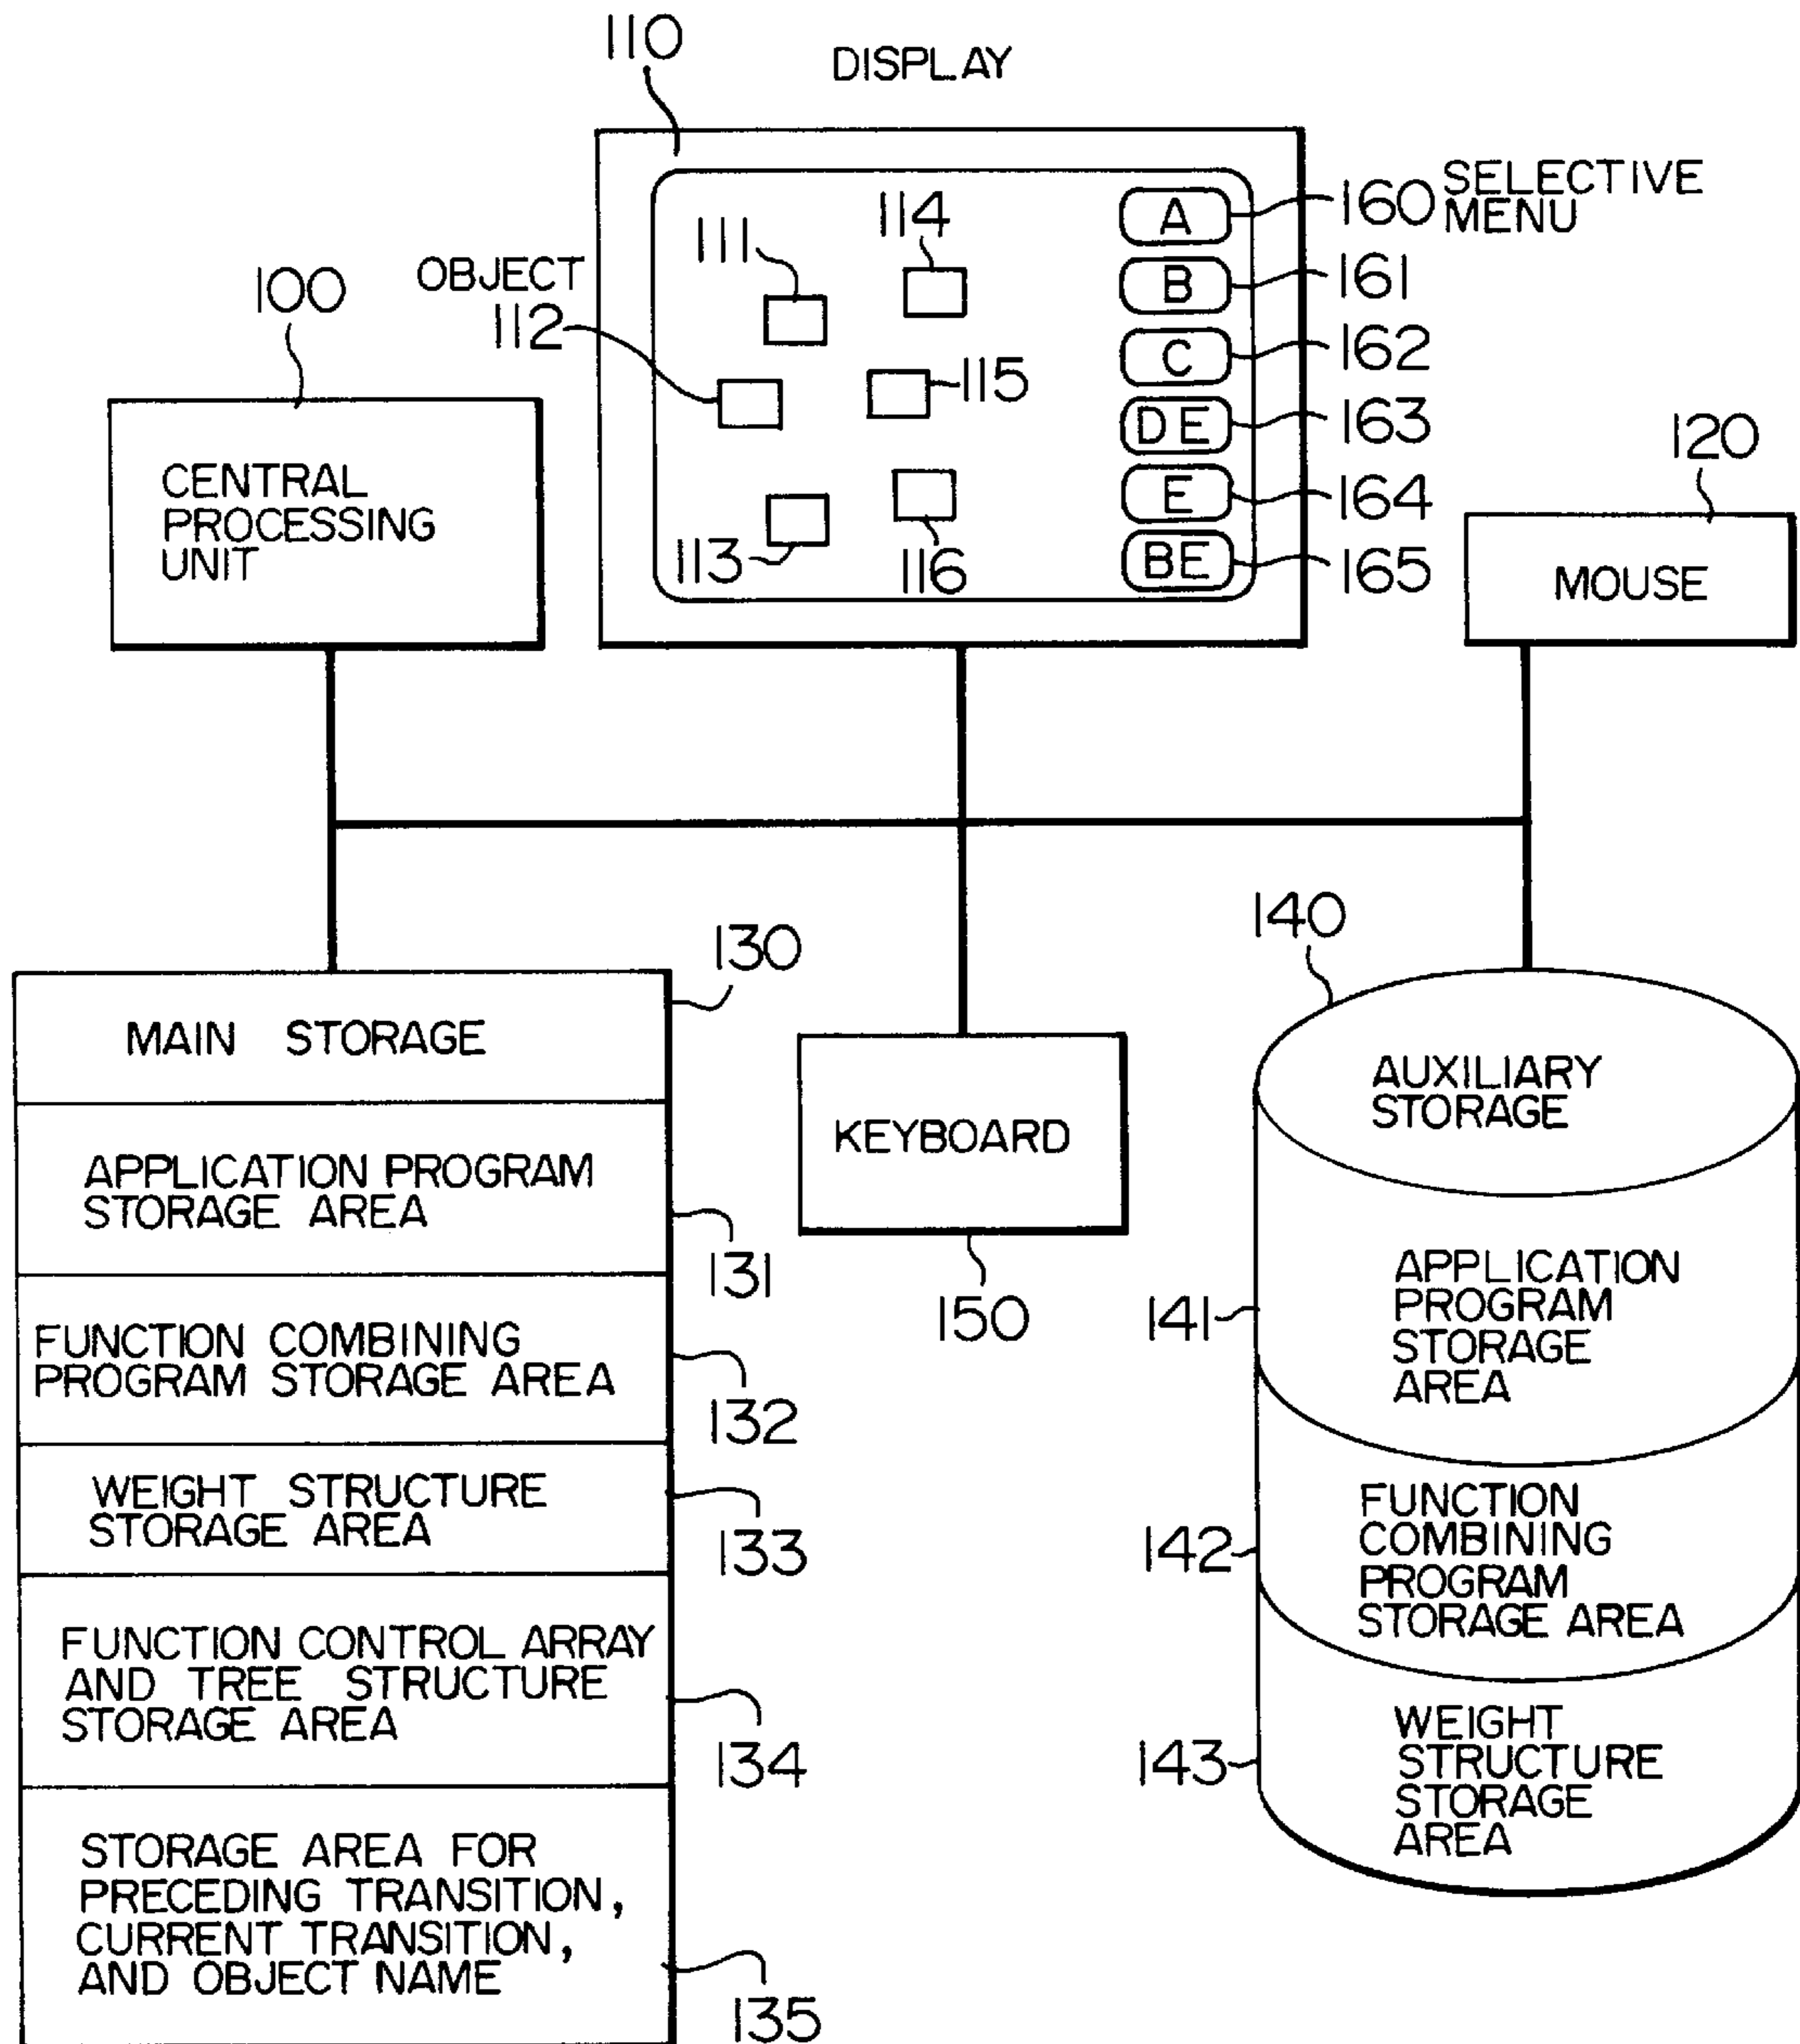 110
DISPLAY
160 SELECTIVE
MENU
A
114
111
OBJECT
112
100
B
161
C
162
115
DE
163
120
E
164
CENTRAL
PROCESSING
UNIT
113
116
BE
165
MOUSE
140
130
MAIN STORAGE
AUXILIARY
STORAGE
KEYBOARD
150
APPLICATION PROGRAM
STORAGE AREA
131
FUNCTION COMBINING
PROGRAM STORAGE AREA
132
WEIGHT STRUCTURE
STORAGE AREA
133
FUNCTION CONTROL ARRAY
AND TREE STRUCTURE
STORAGE AREA
134
STORAGE AREA FOR
PRECEDING TRANSITION,
CURRENT TRANSITION,
AND OBJECT NAME
135
141
APPLICATION
PROGRAM
STORAGE
AREA
142
FUNCTION
COMBINING
PROGRAM
STORAGE AREA
143
WEIGHT
STRUCTURE
STORAGE
AREA